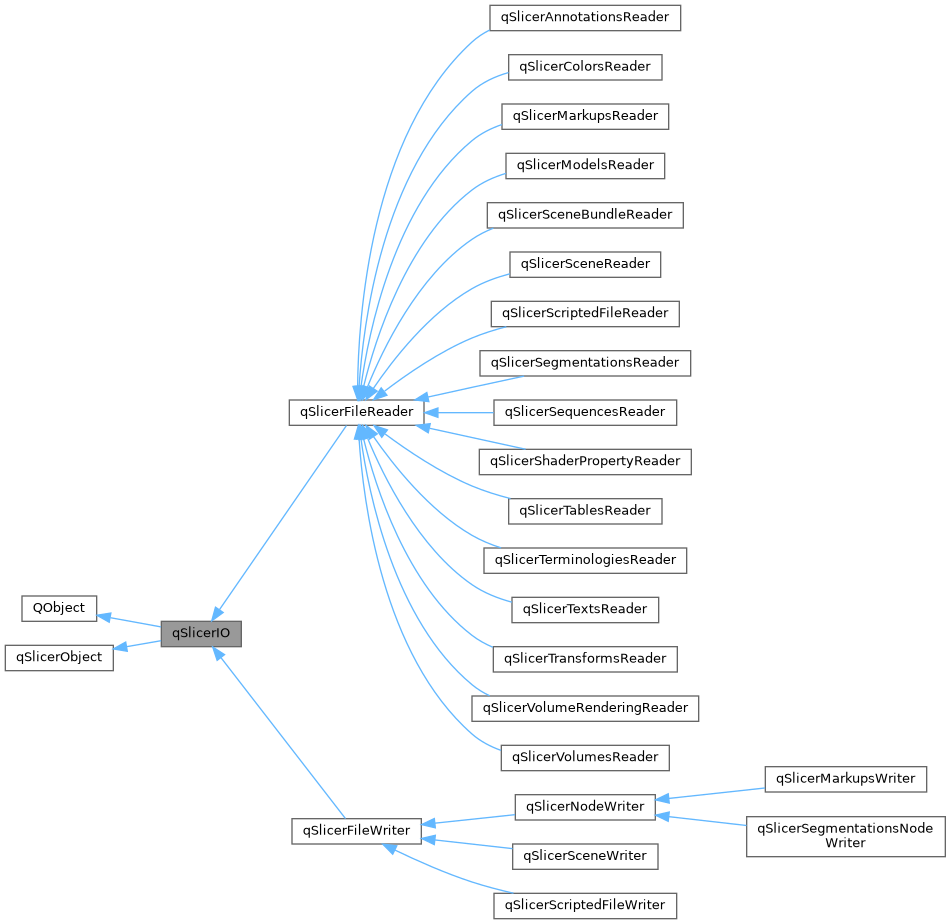 qSlicerAnnotationsReader
qSlicerColorsReader
qSlicerMarkupsReader
qSlicerModelsReader
qSlicerSceneBundleReader
qSlicerSceneReader
qSlicerScriptedFileReader
qSlicerSegmentationsReader
qSlicerFileReader
qSlicerSequencesReader
qSlicerShaderPropertyReader
qSlicerTablesReader
qSlicerTerminologiesReader
QObject
qSlicerTextsReader
qSlicerIO
qSlicerObject
qSlicerTransformsReader
qSlicerVolumeRenderingReader
qSlicerVolumesReader
qSlicerMarkupsWriter
qSlicerNodeWriter
qSlicerFileWriter
qSlicerSegmentationsNode
Writer
qSlicerSceneWriter
qSlicerScriptedFileWriter